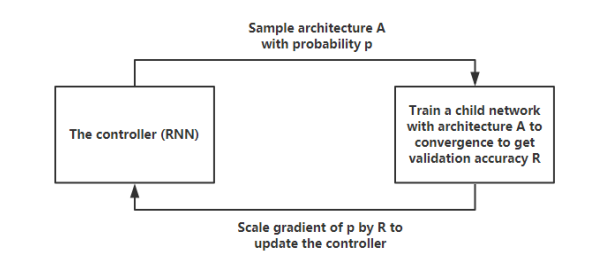 Sample architecture A
with probability p
The controller (RNN)
Train a child network
with architecture A to
convergence to get
validation accuracy R
Scale gradient of p by R to
update the controller